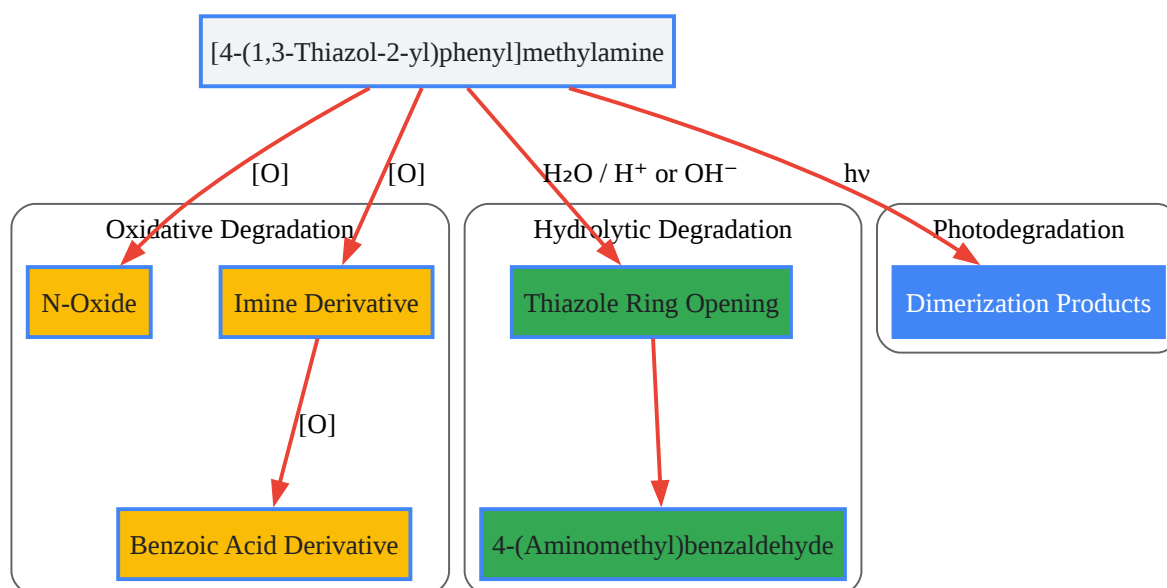 [4-(1,3-Thiazol-2-yl)phenyl]methylamine
[O]
[O]
H₂O / H⁺ or OH⁻
hν
Oxidative Degradation
Hydrolytic Degradation
Photodegradation
N-Oxide
Imine Derivative
Thiazole Ring Opening
Dimerization Products
[O]
Benzoic Acid Derivative
4-(Aminomethyl)benzaldehyde